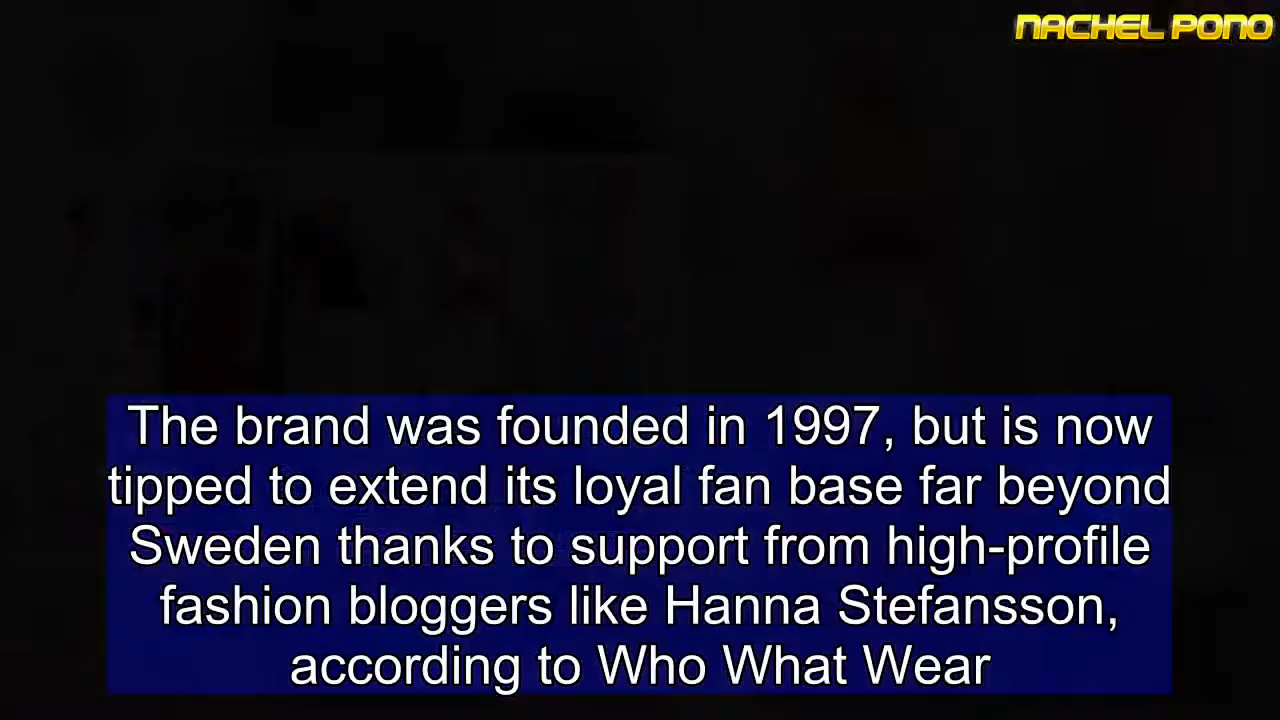 NACHEL PONO
The brand was founded in 1997, but is now
tipped to extend its loyal fan base far beyond
Sweden thanks to support from high-profile
fashion bloggers like Hanna Stefansson,
according to Who What Wear